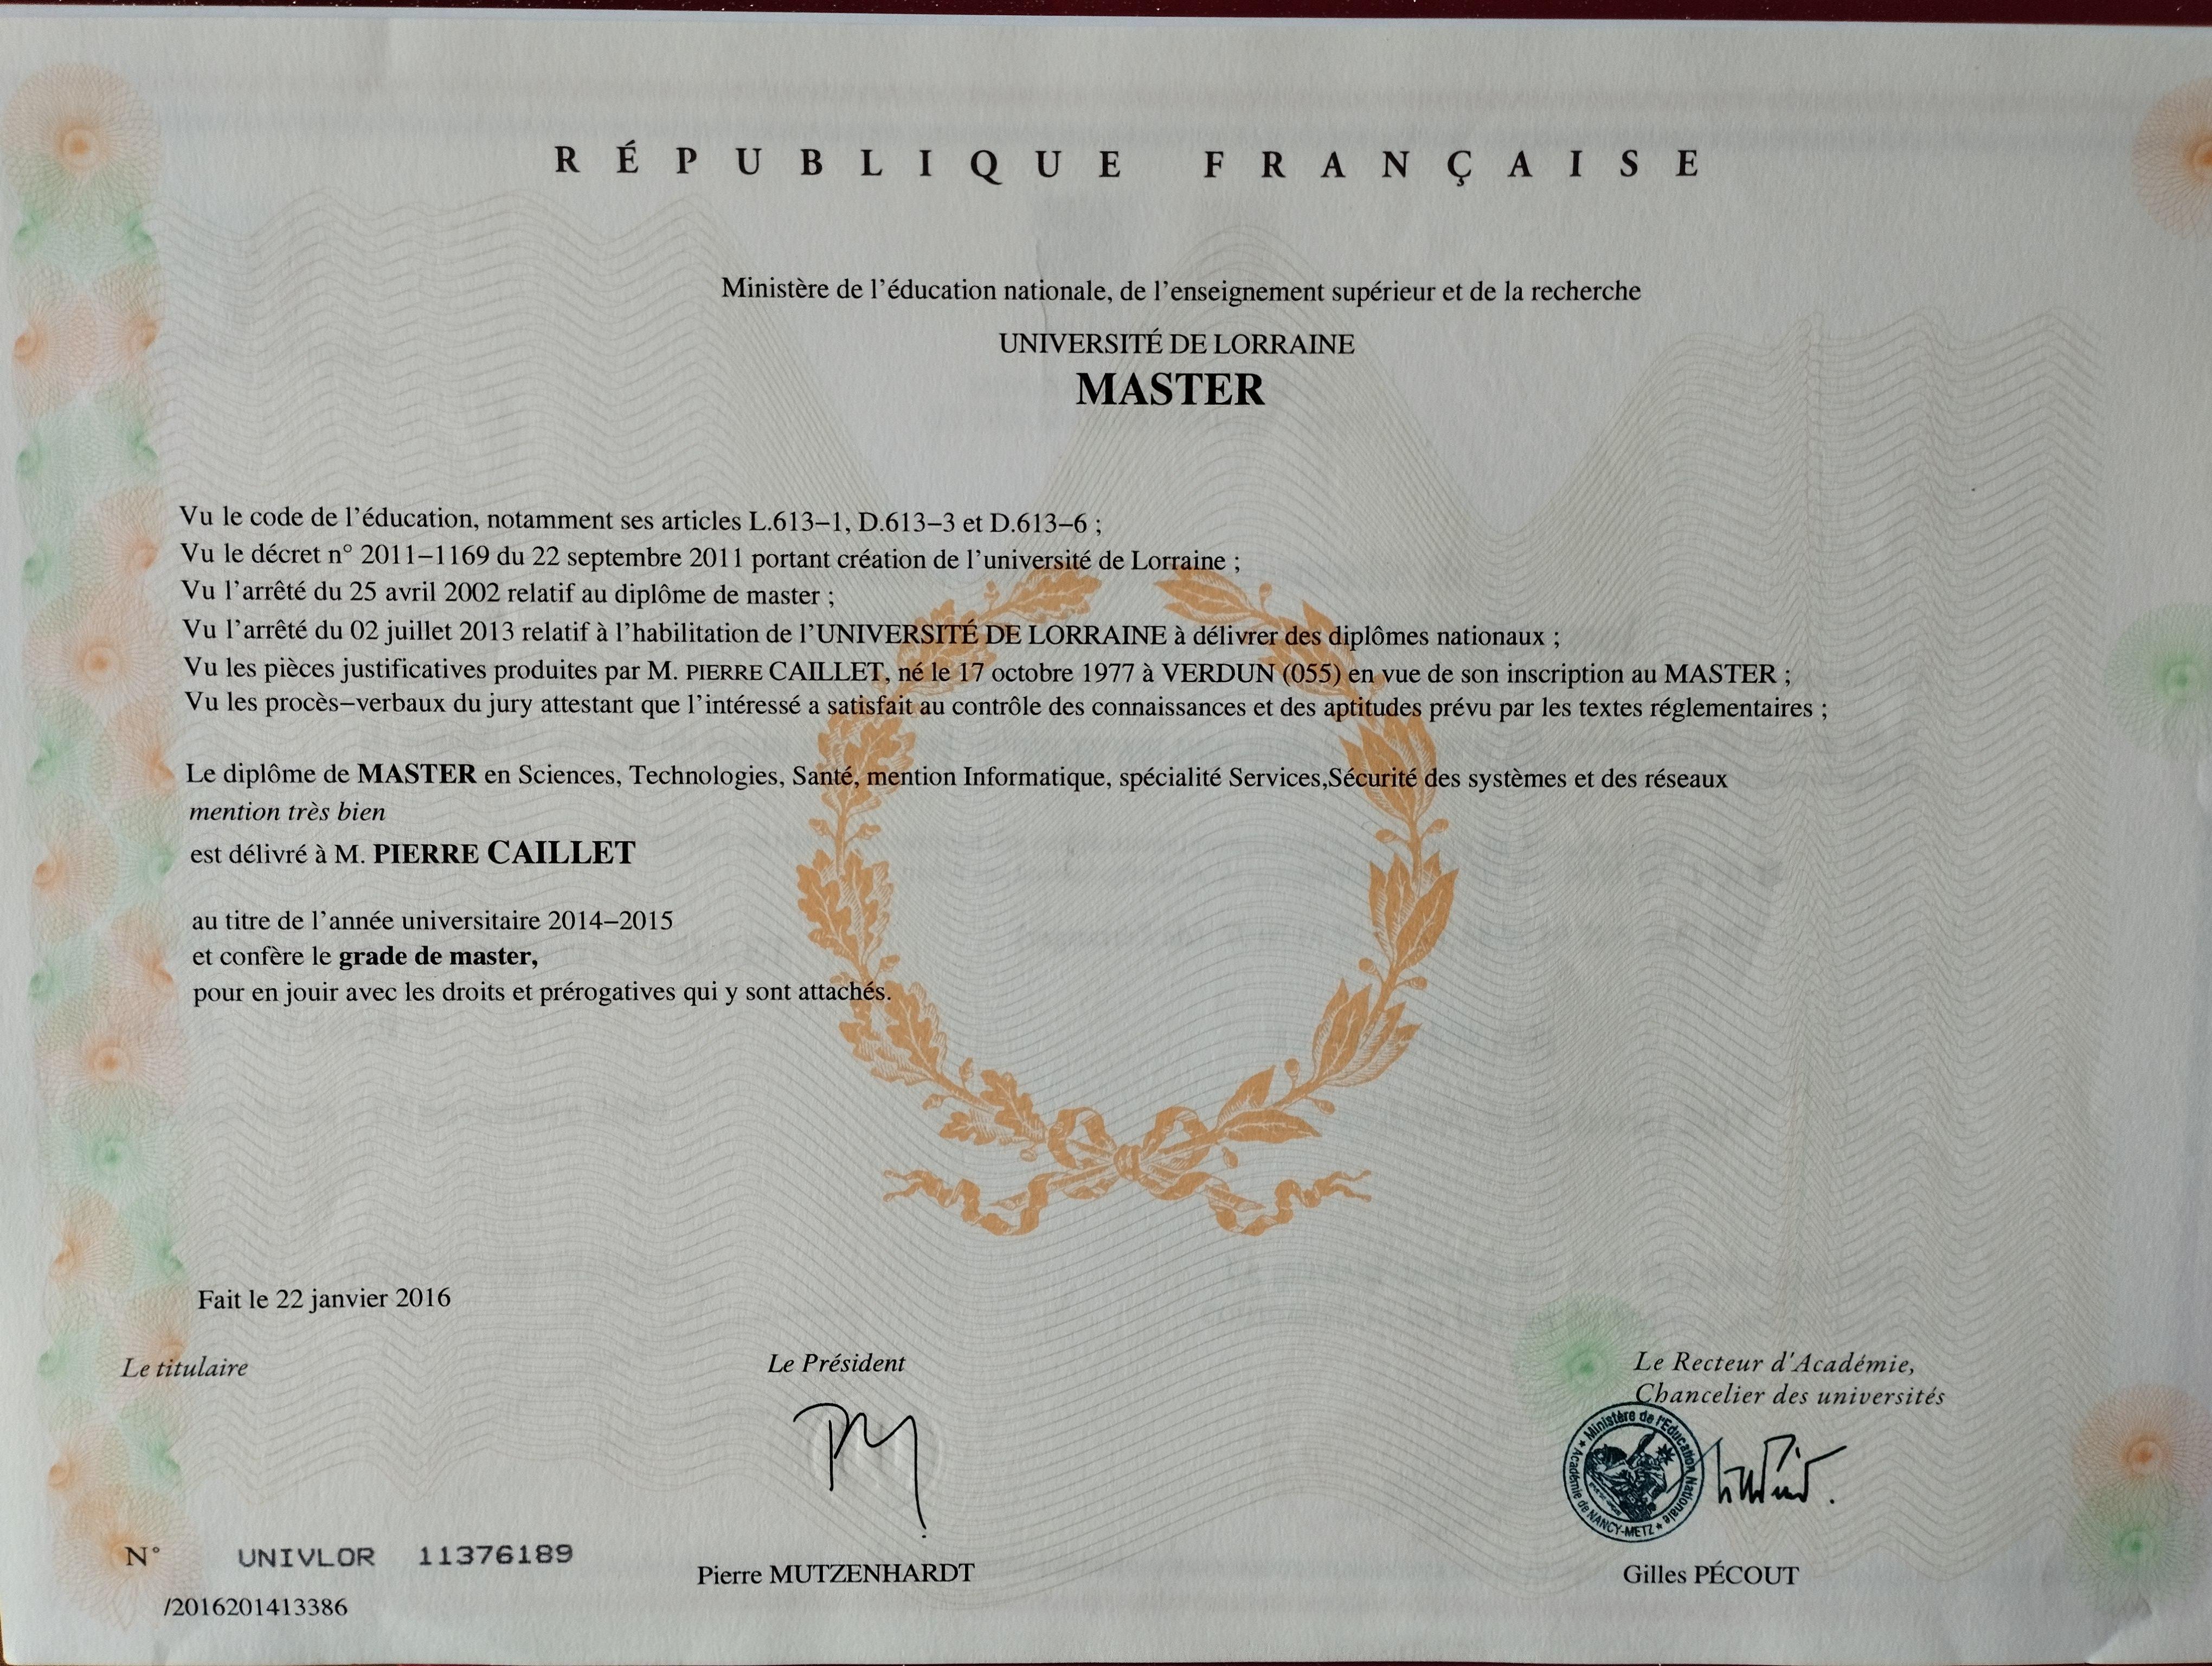 RÉPUBLIQUE FRANÇAISE
Ministère de l’éducation nationale, de l’enseignement supérieur et de la recherche
UNIVERSITÉ DE LORRAINE
MASTER
Vu le code de l’éducation, notamment ses articles L.613–1, D.613–3 et D.613–6 ;
Vu le décret n° 2011–1169 du 22 septembre 2011 portant création de l’université de Lorraine ;
Vu l’arrêté du 25 avril 2002 relatif au diplôme de master ;
Vu l’arrêté du 02 juillet 2013 relatif à l’habilitation de l’UNIVERSITÉ DE LORRAINE à délivrer des diplômes nationaux ;
Vu les pièces justificatives produites par M. PIERRE CAILLET, né le 17 octobre 1977 à VERDUN (055) en vue de son inscription au MASTER ;
Vu les procès–verbaux du jury attestant que l’intéressé a satisfait au contrôle des connaissances et des aptitudes prévu par les textes réglementaires ;
Le diplôme de MASTER en Sciences, Technologies, Santé, mention Informatique, spécialité Services,Sécurité des systèmes et des réseaux
mention très bien
est délivré à M. PIERRE CAILLET
au titre de l’année universitaire 2014–2015
et confère le grade de master,
pour en jouir avec les droits et prérogatives qui y sont attachés.
Fait le 22 janvier 2016
Le titulaire
Le Président
Le Recteur d'Académie,
Chancelier des universités
Ministère de l'Education Nationale
Académie de NANCY-METZ
N° UNIVLOR 11376189
Pierre MUTZENHARDT
Gilles PÉCOUT
/2016201413386